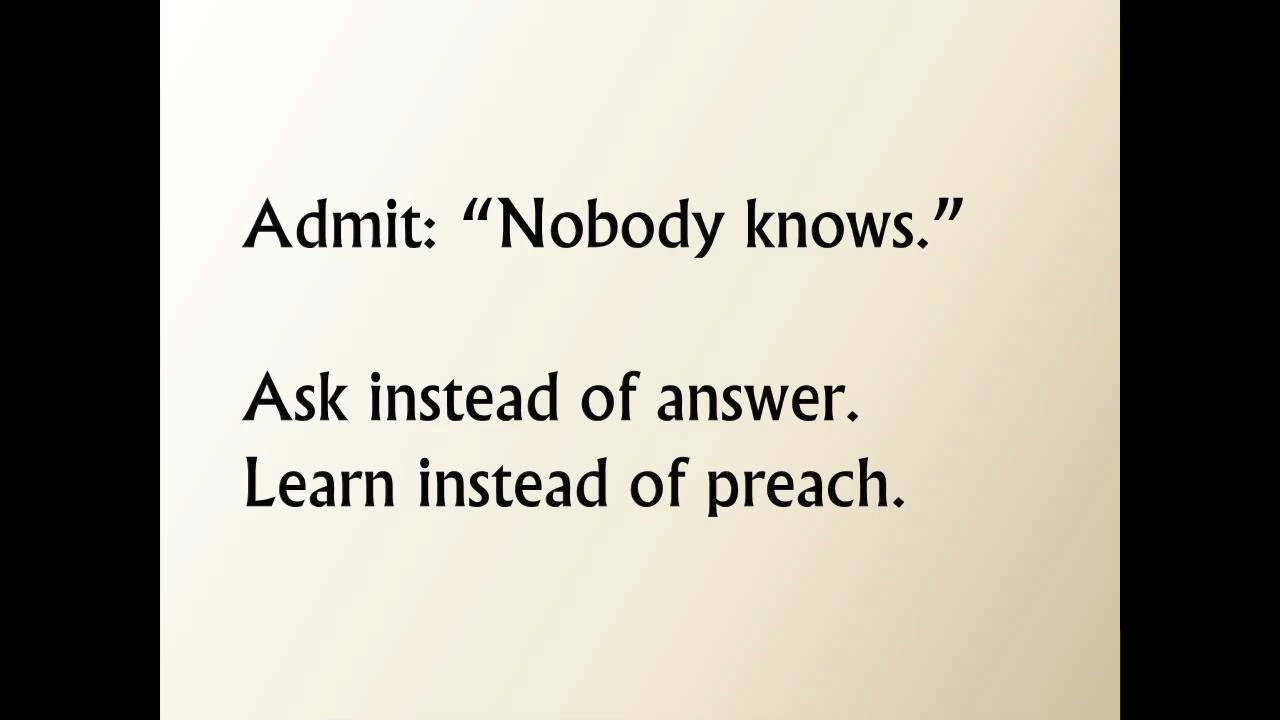 Admit: “Nobody knows.”
Ask instead of answer.
Learn instead of preach.